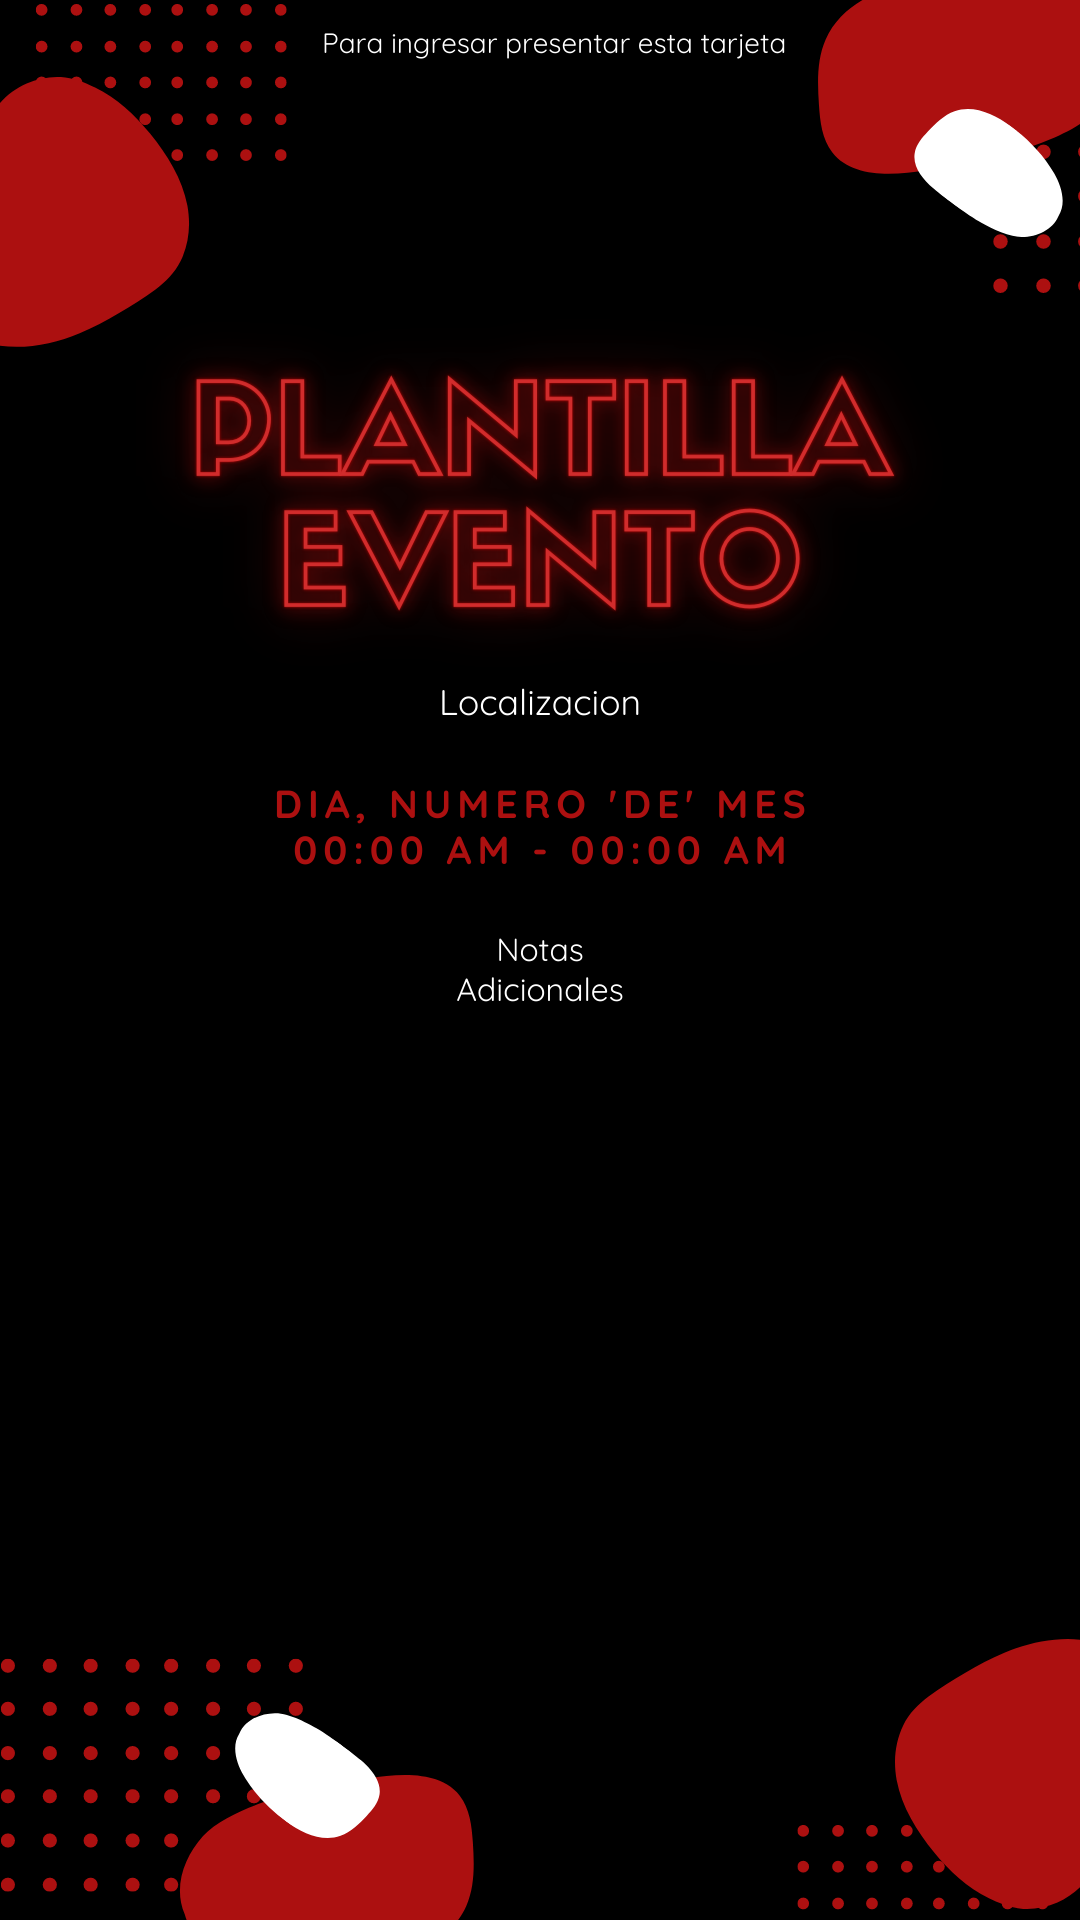 Para ingresar presentar esta tarjeta
PLANTILLA
EVENTO
Localizacion
DIA, NUMERO 'DE' MES
00:00 AM - 00:00 AM
Notas
Adicionales